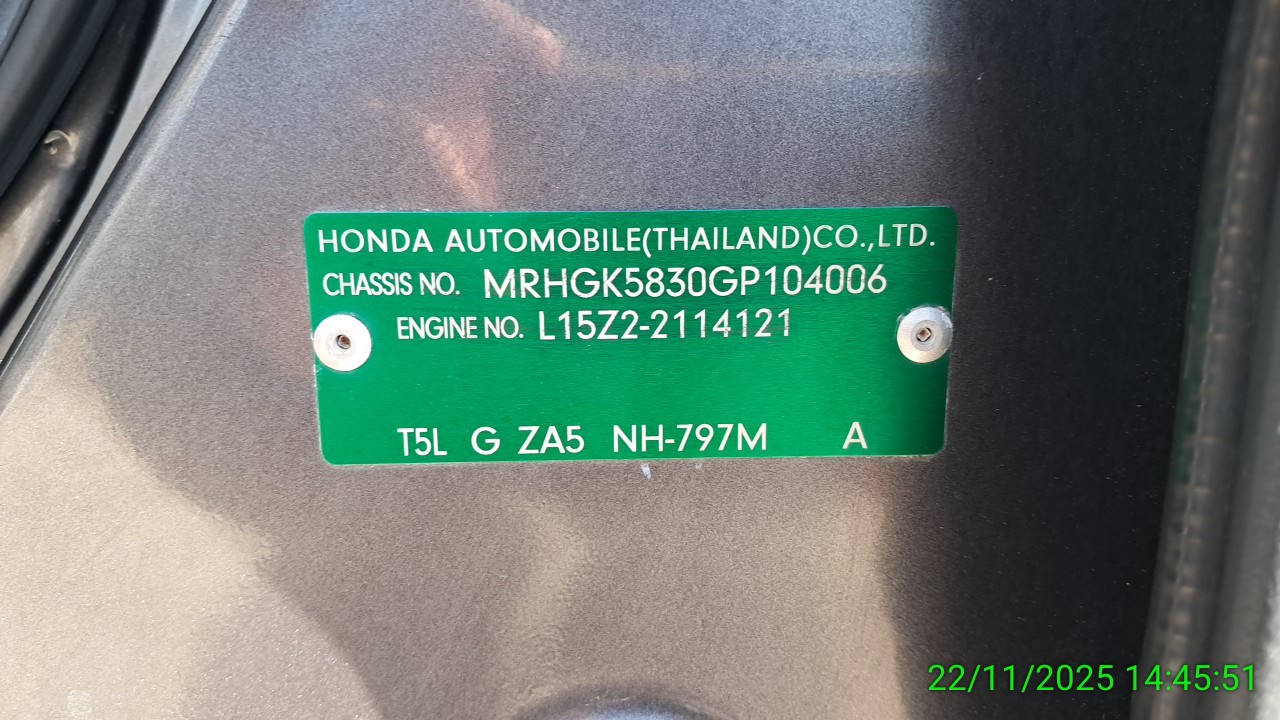 HONDA AUTOMOBILE(THAILAND)CO.,LTD.
CHASSIS NO. MRHGK5830GP104006
ENGINE NO. L15Z2-2114121
T5L G ZA5 NH-797M A
22/11/2025 14:45:51